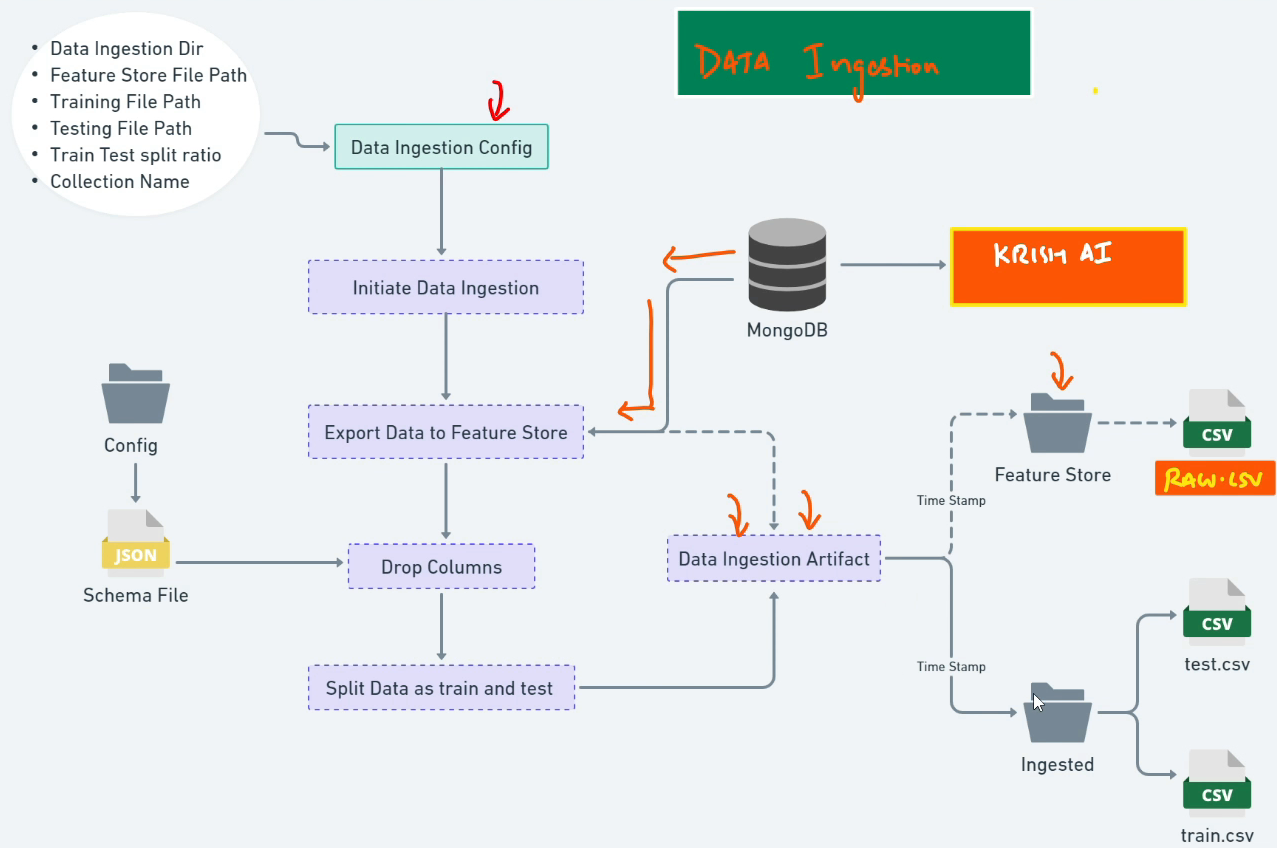 DATA Ingestion
• Data Ingestion Dir
• Feature Store File Path
• Training File Path
• Testing File Path
• Train Test split ratio
• Collection Name
Data Ingestion Config
Initiate Data Ingestion
MongoDB
KRISH AI
Export Data to Feature Store
Config
Feature Store
CSV
RAW.CSV
Time Stamp
JSON
Schema File
Drop Columns
Data Ingestion Artifact
Split Data as train and test
Time Stamp
Ingested
CSV
test.csv
CSV
train.csv